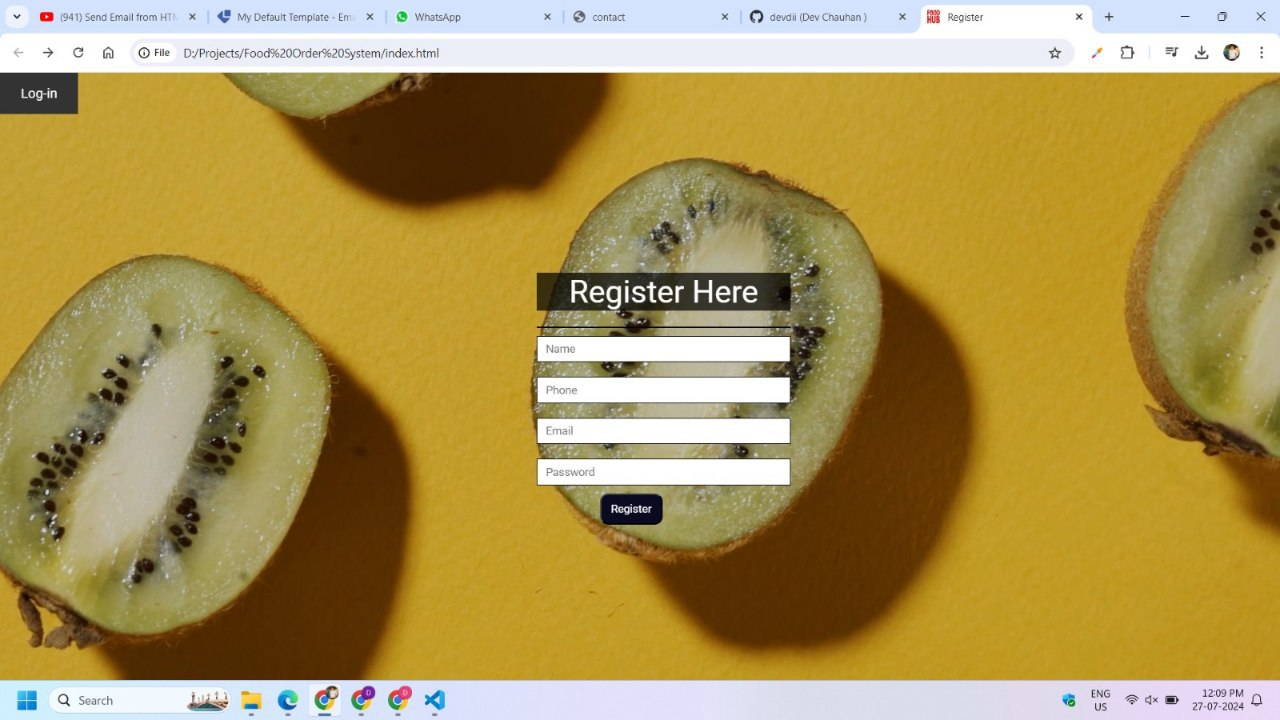 (941) Send Email from HTM
My Default Template - Ema
WhatsApp
contact
devdii (Dev Chauhan )
FOOD
HUB
Register
File
D:/Projects/Food%20Order%20System/index.html
Log-in
Register Here
Name
Phone
Email
Password
Register
Search
D
D
ENG
US
12:09 PM
27-07-2024